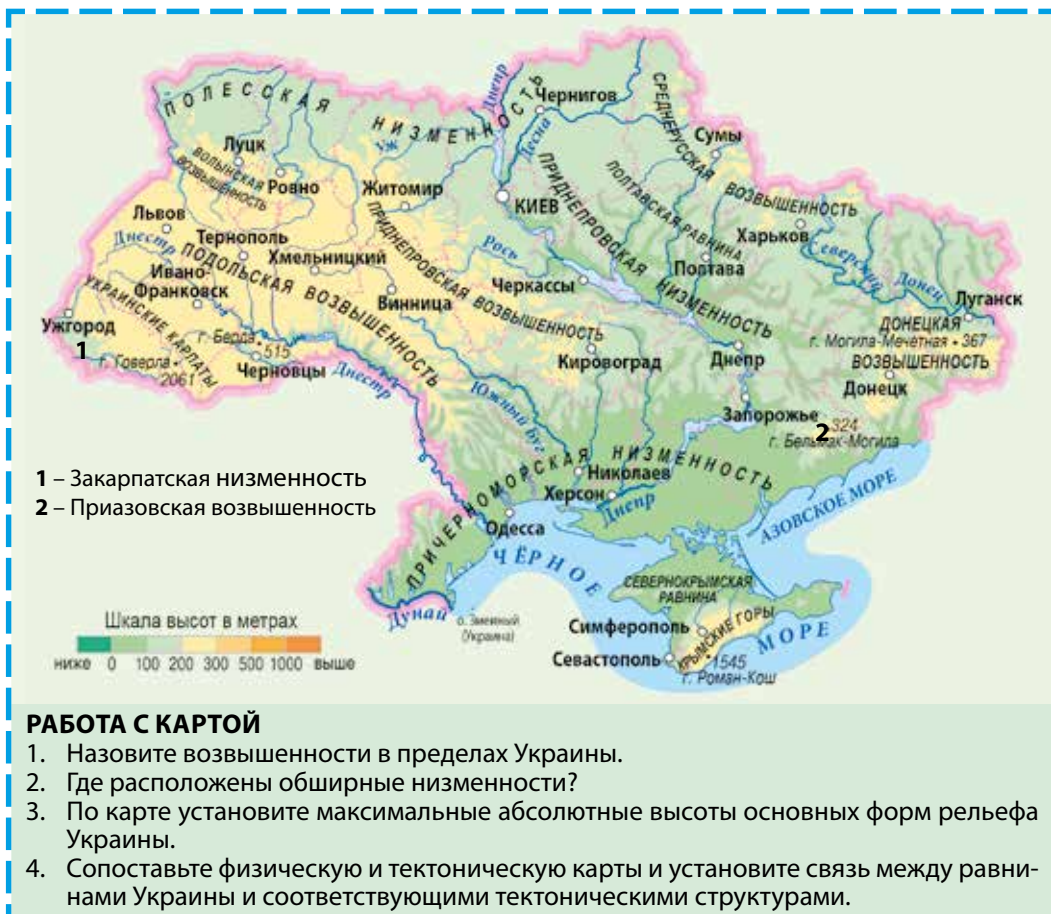 ПОЛЕССКАЯ НИЗМЕННОСТЬ
Днепр
Чернигов
Десна
СРЕДНЕРУССКАЯ ВОЗВЫШЕННОСТЬ
Сумы
Луцк
ВОЛЫНСКАЯ
ВОЗВЫШЕННОСТЬ
Ровно
Уж
Житомир
КИЕВ
ПРИДНЕПРОВСКАЯ НИЗМЕННОСТЬ
ПОЛТАВСКАЯ РАВНИНА
Харьков
Северский Донец
Львов
Днестр
Тернополь
Хмельницкий
ПОДОЛЬСКАЯ ВОЗВЫШЕННОСТЬ
ПРИДНЕПРОВСКАЯ ВОЗВЫШЕННОСТЬ
Рось
Черкассы
Полтава
Ивано-
Франковск
УКРАИНСКИЕ КАРПАТЫ
Винница
Луганск
Ужгород
1
г. Говерла
2061
г. Берда 515
Черновцы
Днестр
Южный Буг
Кировоград
Днепр
ДОНЕЦКАЯ
г. Могила-Мечетная 367
ВОЗВЫШЕННОСТЬ
Донецк
Запорожье
2 324
г. Бельмак-Могила
1 – Закарпатская низменность
2 – Приазовская возвышенность
ПРИЧЕРНОМОРСКАЯ НИЗМЕННОСТЬ
Николаев
Херсон
Днепр
Одесса
АЗОВСКОЕ МОРЕ
ЧЁРНОЕ МОРЕ
СЕВЕРНОКРЫМСКАЯ
РАВНИНА
Дунай
о. Змеиный
(Украина)
Симферополь
КРЫМСКИЕ ГОРЫ
Севастополь
1545
г. Роман-Кош
Шкала высот в метрах
ниже 0 100 200 300 500 1000 выше
РАБОТА С КАРТОЙ
1. Назовите возвышенности в пределах Украины.
2. Где расположены обширные низменности?
3. По карте установите максимальные абсолютные высоты основных форм рельефа
Украины.
4. Сопоставьте физическую и тектоническую карты и установите связь между равни-
нами Украины и соответствующими тектоническими структурами.